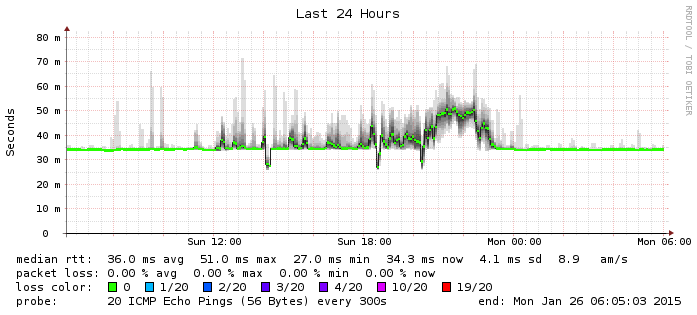 Last 24 Hours
RRDTOOL / TOBI OETIKER
Seconds
80 m
70 m
60 m
50 m
40 m
30 m
20 m
10 m
0
Sun 12:00 Sun 18:00 Mon 00:00 Mon 06:00
median rtt: 36.0 ms avg 51.0 ms max 27.0 ms min 34.3 ms now 4.1 ms sd 8.9 am/s
packet loss: 0.00 % avg 0.00 % max 0.00 % min 0.00 % now
loss color: 0 1/20 2/20 3/20 4/20 10/20 19/20
probe: 20 ICMP Echo Pings (56 Bytes) every 300s end: Mon Jan 26 06:05:03 2015